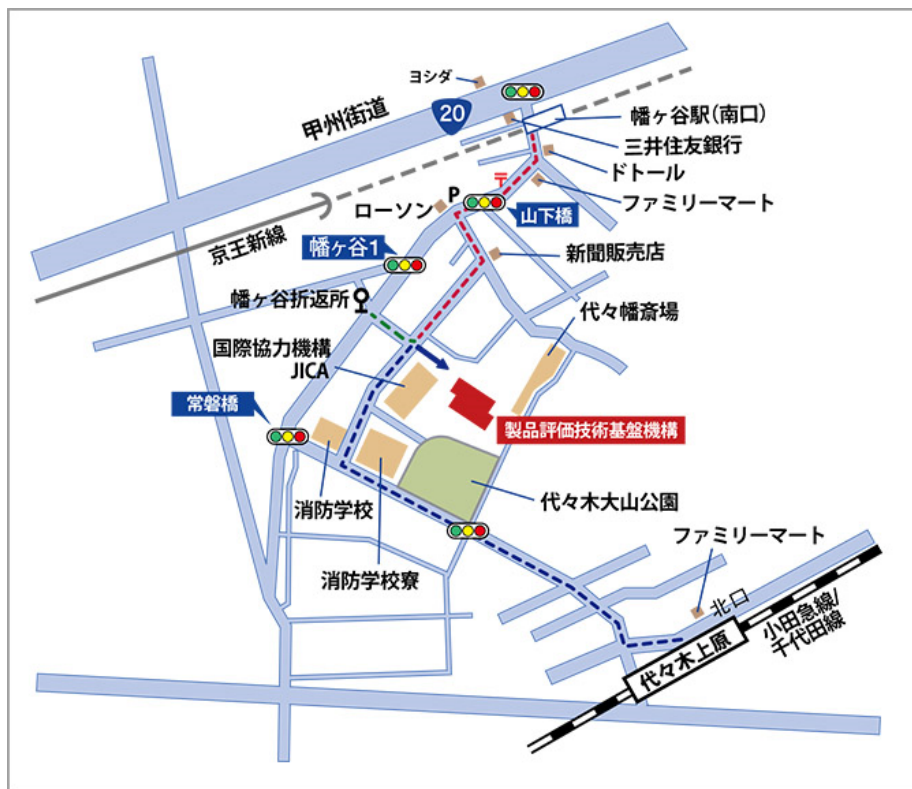 ヨシダ
甲州街道
20
幡ヶ谷駅(南口)
三井住友銀行
ドトール
〒
ファミリーマート
P
ローソン
山下橋
京王新線
幡ヶ谷1
新聞販売店
幡ヶ谷折返所
代々幡斎場
国際協力機構
JICA
常磐橋
製品評価技術基盤機構
消防学校
代々木大山公園
消防学校寮
ファミリーマート
北口
小田急線/
千代田線
代々木上原